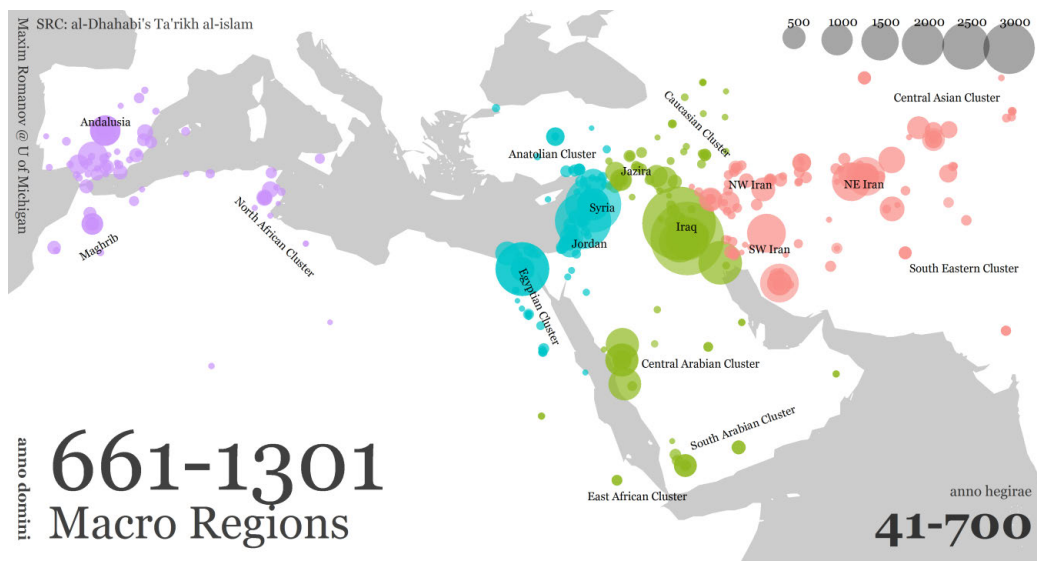 SRC: al-Dhahabi's Ta'rikh al-islam
Maxim Romanov @ U of Michigan
500 1000 1500 2000 2500 3000
Central Asian Cluster
Caucasian Cluster
Andalusia
Anatolian Cluster
Jazira
NW Iran
NE Iran
Syria
Iraq
Maghrib
North African Cluster
Jordan
SW Iran
South Eastern Cluster
Egyptian Cluster
Central Arabian Cluster
South Arabian Cluster
East African Cluster
anno domini
661-1301
Macro Regions
anno hegirae
41-700